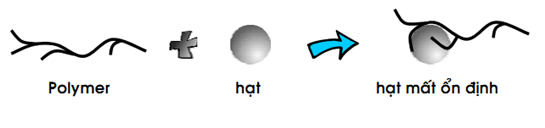 Polymer hạt hạt mất ổn định